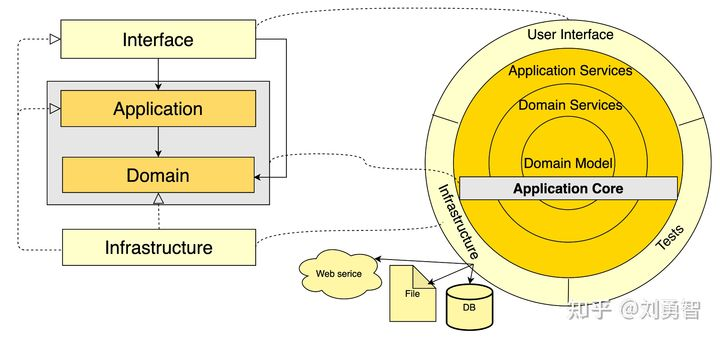 Interface
Application
Domain
Infrastructure
User Interface
Application Services
Domain Services
Domain Model
Application Core
Infrastructure
Tests
Web serice
File
DB
知乎 @刘勇智